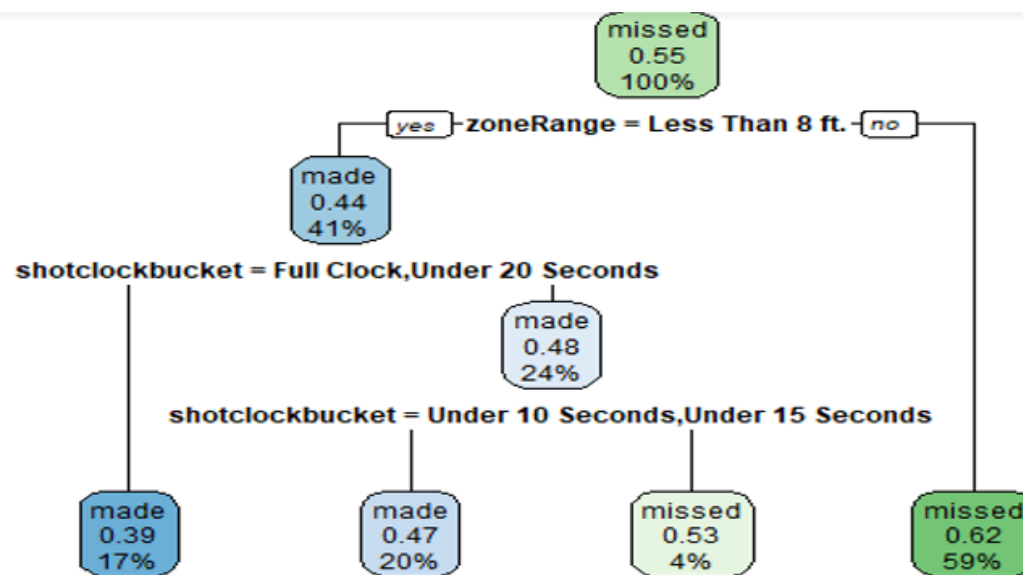 missed
0.55
100%
yes zoneRange = Less Than 8 ft. no
made
0.44
41%
shotclockbucket = Full Clock,Under 20 Seconds
made
0.48
24%
shotclockbucket = Under 10 Seconds,Under 15 Seconds
made
0.39
17%
made
0.47
20%
missed
0.53
4%
missed
0.62
59%